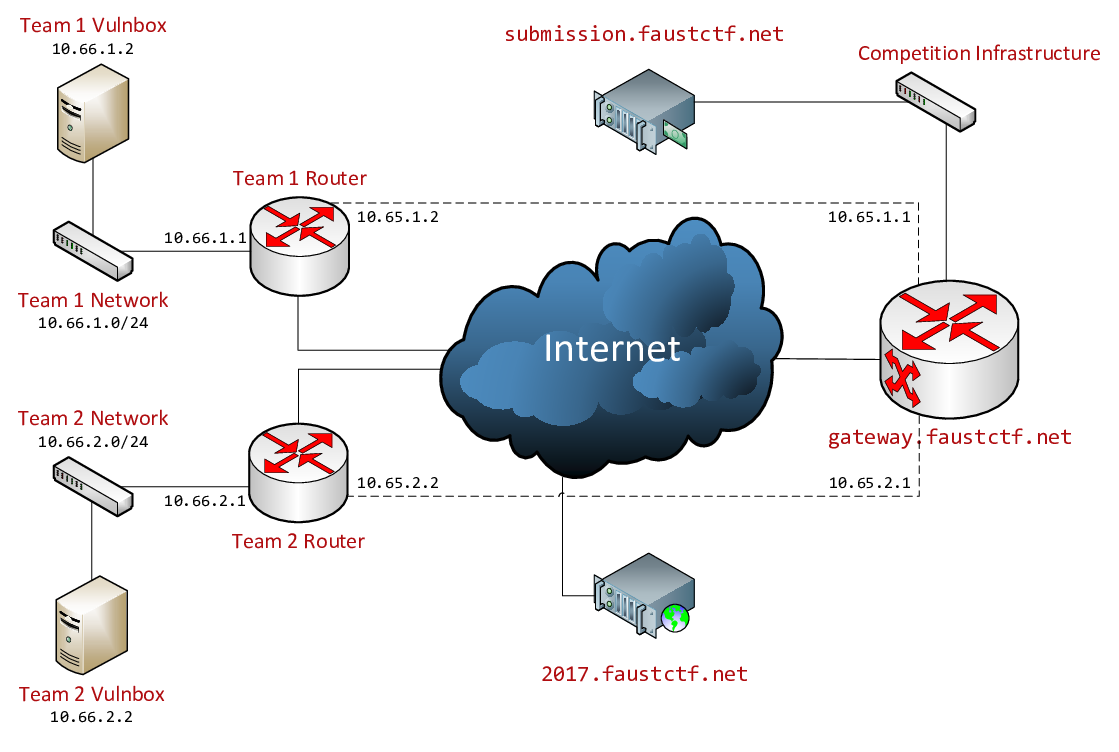 Team 1 Vulnbox
10.66.1.2
submission.faustctf.net
Competition Infrastructure
Team 1 Router
10.65.1.2
10.65.1.1
10.66.1.1
Team 1 Network
10.66.1.0/24
Internet
Team 2 Network
10.66.2.0/24
gateway.faustctf.net
10.65.2.2
10.65.2.1
10.66.2.1
Team 2 Router
2017.faustctf.net
Team 2 Vulnbox
10.66.2.2